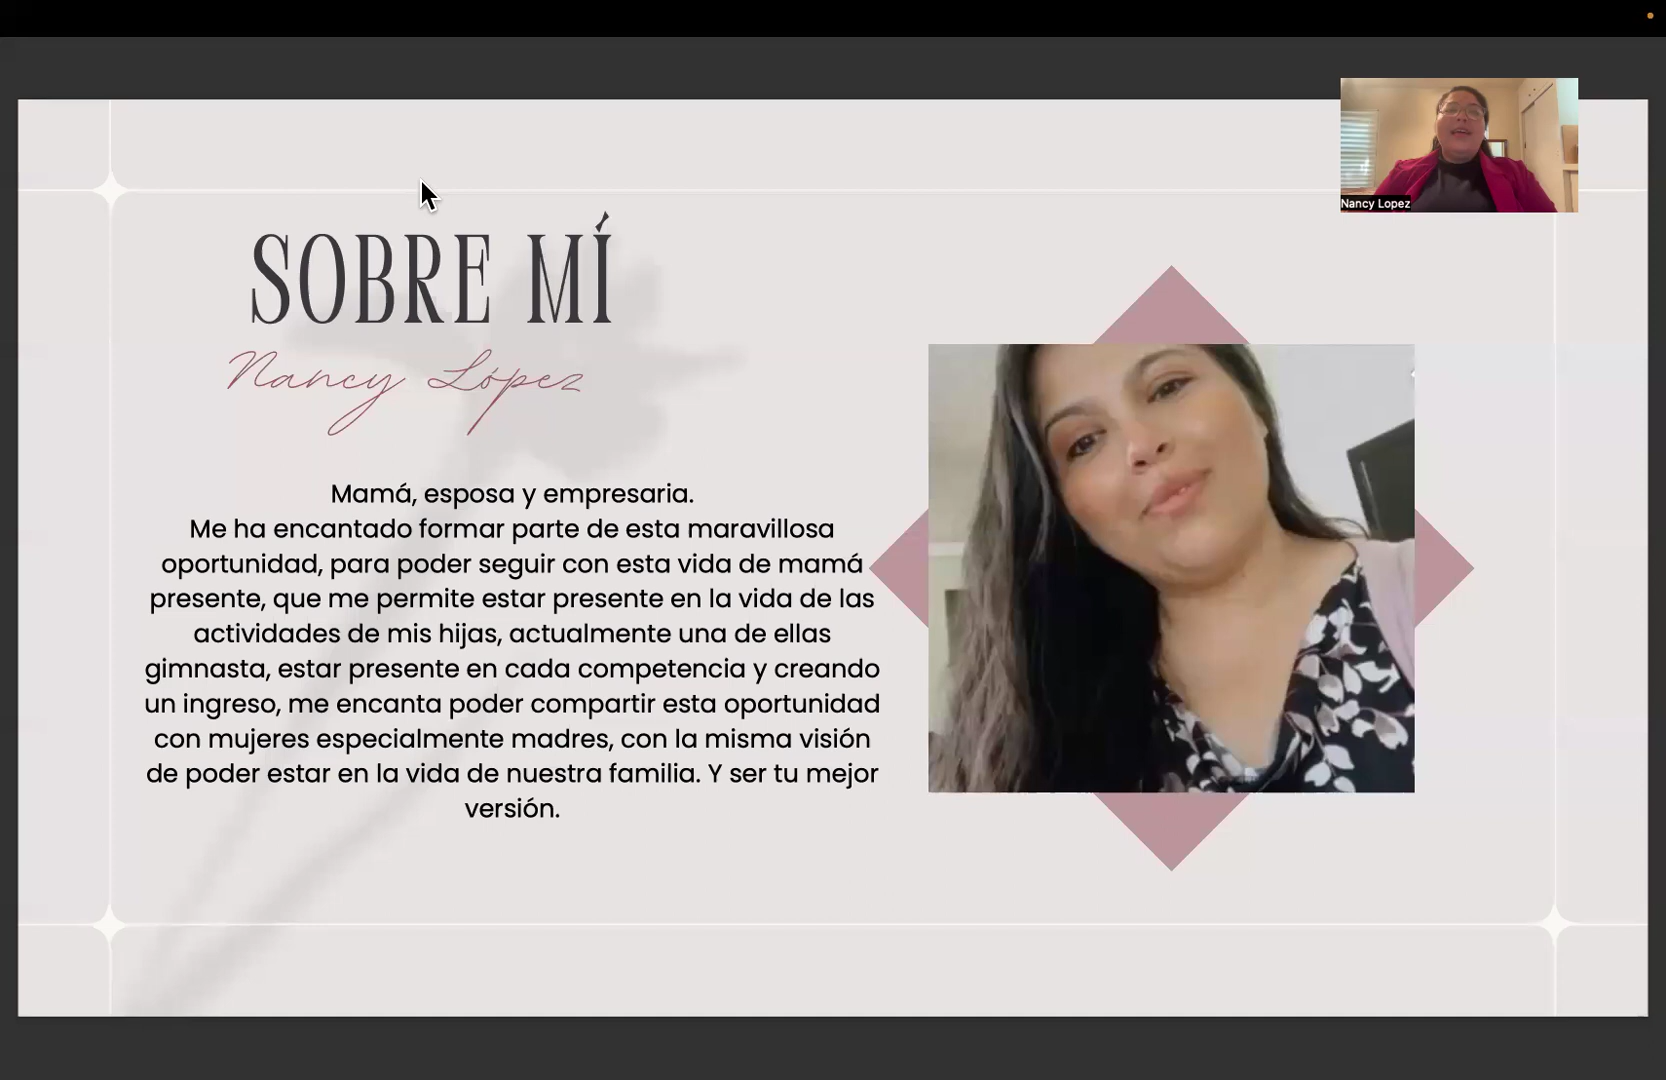 Nancy Lopez
SOBRE MÍ
Nancy López
Mamá, esposa y empresaria.
Me ha encantado formar parte de esta maravillosa
oportunidad, para poder seguir con esta vida de mamá
presente, que me permite estar presente en la vida de las
actividades de mis hijas, actualmente una de ellas
gimnasta, estar presente en cada competencia y creando
un ingreso, me encanta poder compartir esta oportunidad
con mujeres especialmente madres, con la misma visión
de poder estar en la vida de nuestra familia. Y ser tu mejor
versión.